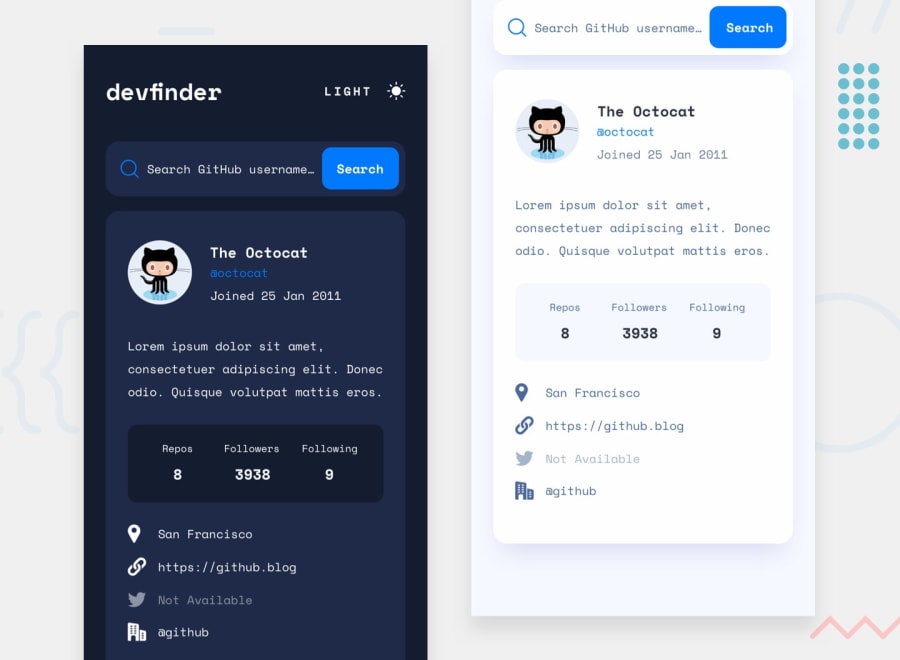 devfinder
LIGHT
Search GitHub username…
Search
The Octocat
@octocat
Joined 25 Jan 2011
Lorem ipsum dolor sit amet,
consectetuer adipiscing elit. Donec
odio. Quisque volutpat mattis eros.
Repos Followers Following
8 3938 9
San Francisco
https://github.blog
Not Available
@github
Search GitHub username…
Search
The Octocat
@octocat
Joined 25 Jan 2011
Lorem ipsum dolor sit amet,
consectetuer adipiscing elit. Donec
odio. Quisque volutpat mattis eros.
Repos Followers Following
8 3938 9
San Francisco
https://github.blog
Not Available
@github